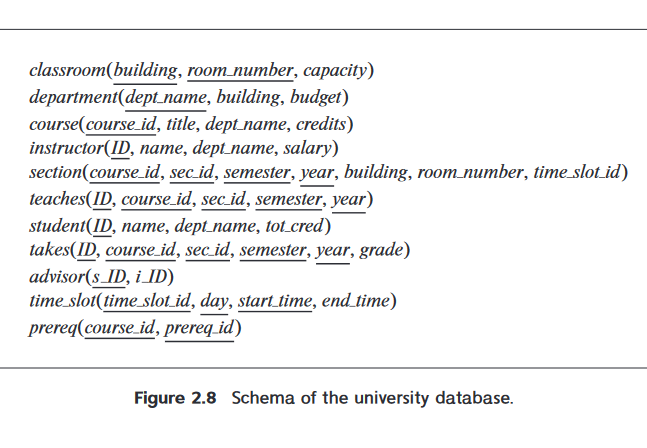 classroom(building, room_number, capacity)
department(dept_name, building, budget)
course(course_id, title, dept_name, credits)
instructor(ID, name, dept_name, salary)
section(course_id, sec_id, semester, year, building, room_number, time_slot_id)
teaches(ID, course_id, sec_id, semester, year)
student(ID, name, dept_name, tot_cred)
takes(ID, course_id, sec_id, semester, year, grade)
advisor(s_ID, i_ID)
time_slot(time_slot_id, day, start_time, end_time)
prereq(course_id, prereq_id)
Figure 2.8 Schema of the university database.